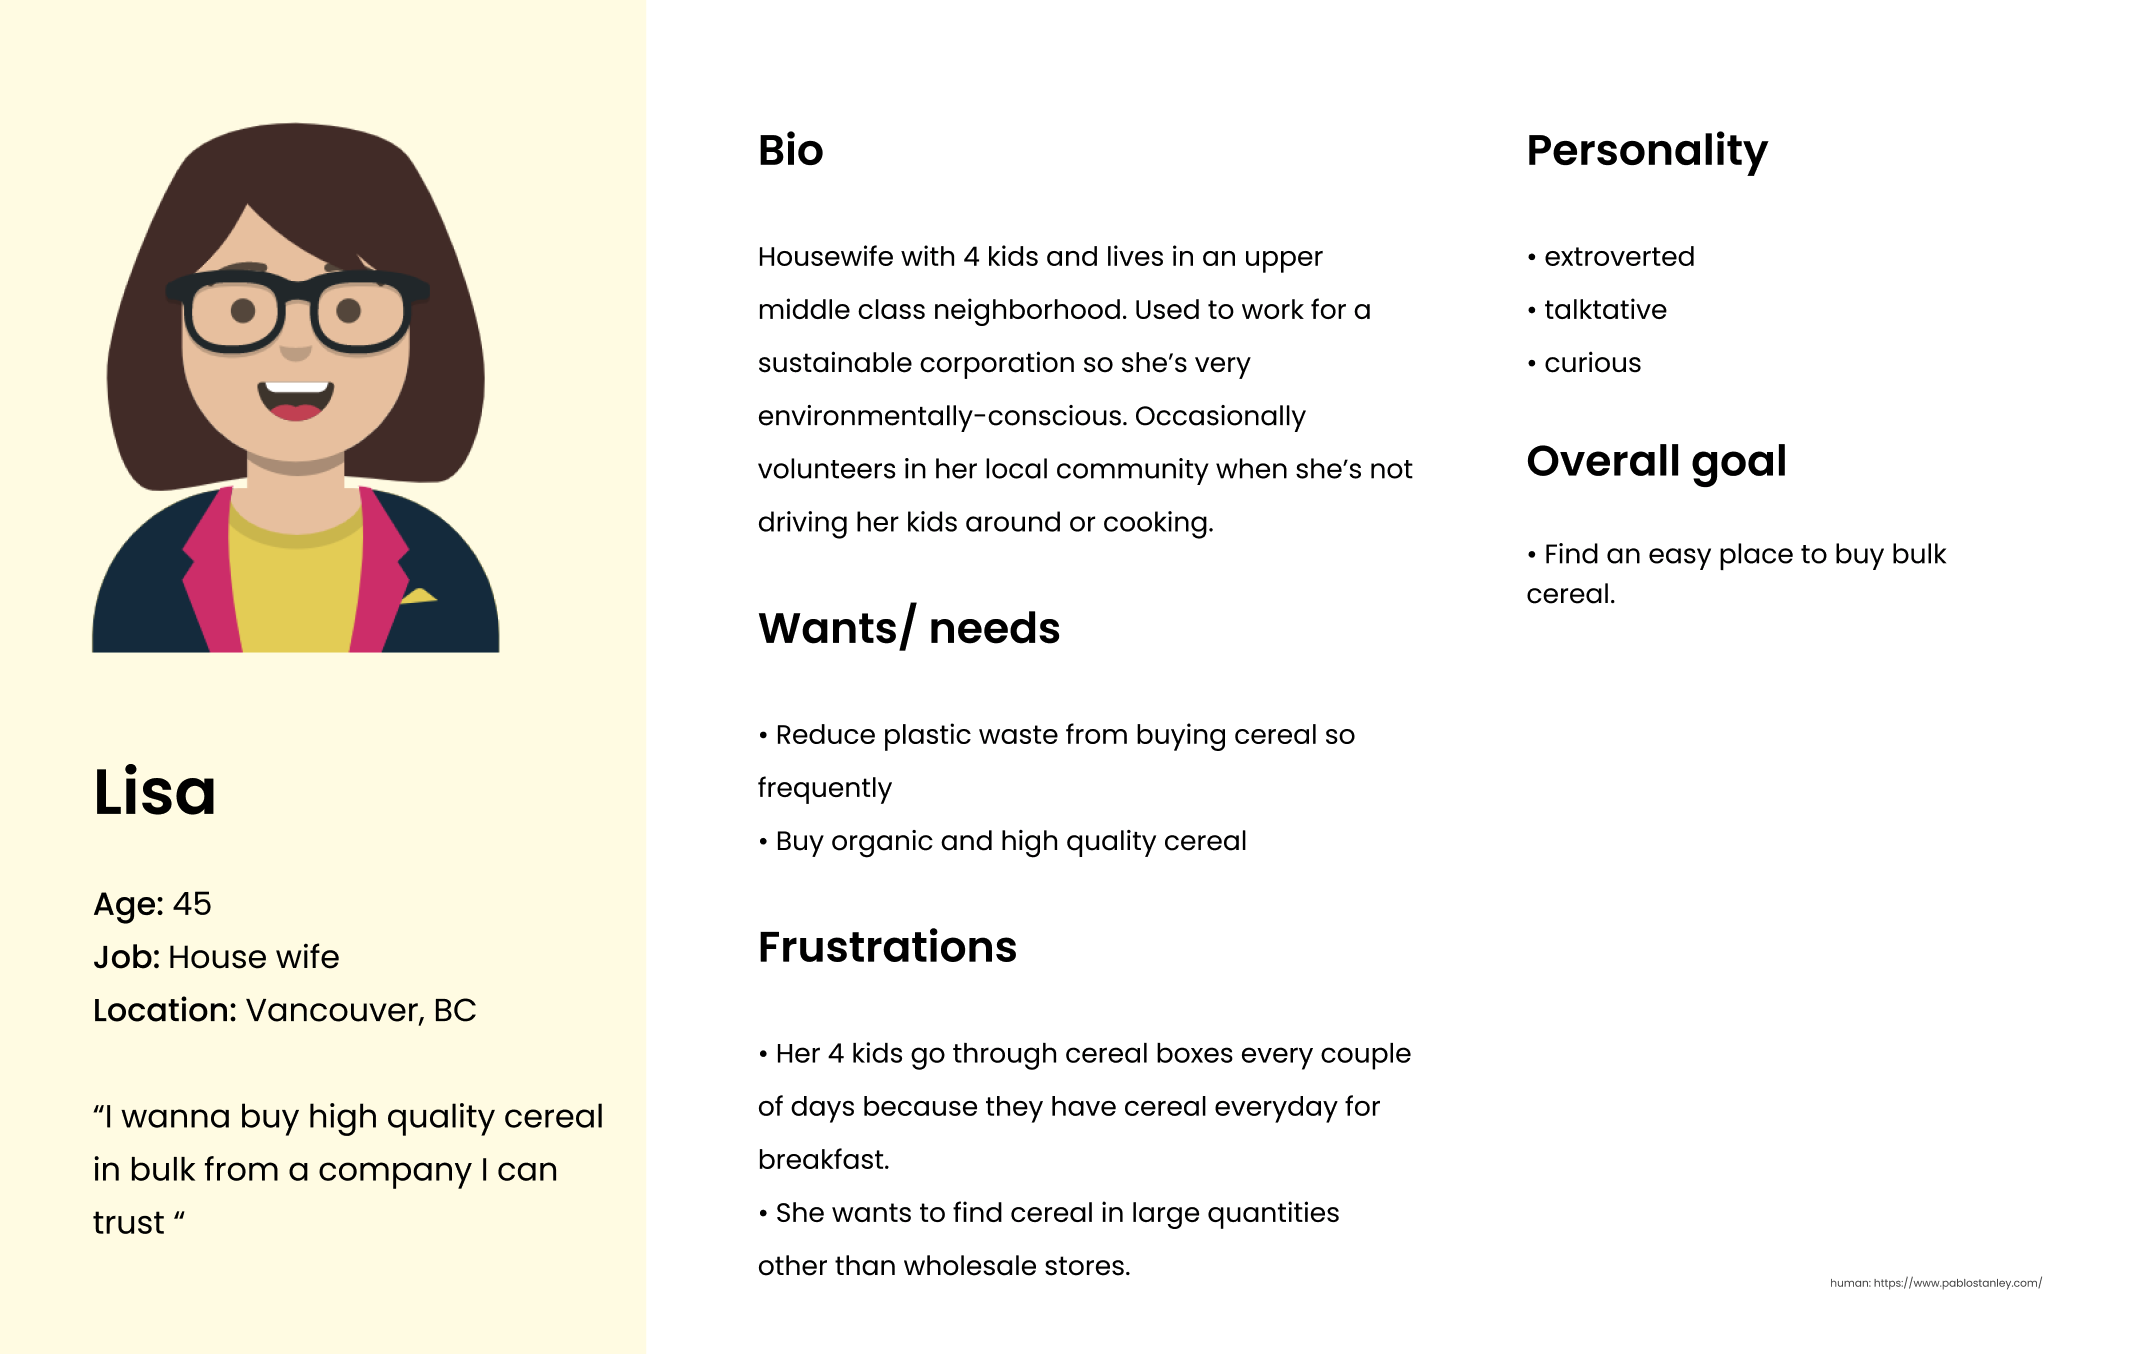 Lisa
Age: 45
Job: House wife
Location: Vancouver, BC
“I wanna buy high quality cereal
in bulk from a company I can
trust “
Bio
Housewife with 4 kids and lives in an upper
middle class neighborhood. Used to work for a
sustainable corporation so she’s very
environmentally-conscious. Occasionally
volunteers in her local community when she’s not
driving her kids around or cooking.
Wants/ needs
• Reduce plastic waste from buying cereal so
frequently
• Buy organic and high quality cereal
Frustrations
• Her 4 kids go through cereal boxes every couple
of days because they have cereal everyday for
breakfast.
• She wants to find cereal in large quantities
other than wholesale stores.
Personality
• extroverted
• talktative
• curious
Overall goal
• Find an easy place to buy bulk
cereal.
human: https://www.pablostanley.com/